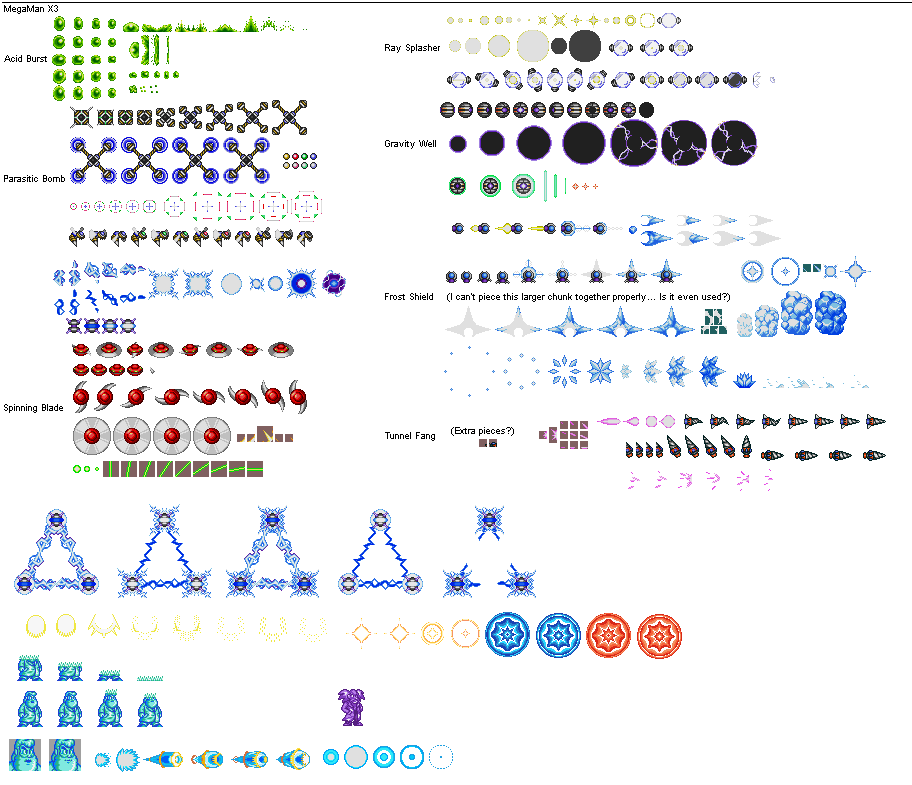 MegaMan X3
Acid Burst
Ray Splasher
Gravity Well
Parasitic Bomb
Frost Shield
(I can't piece this larger chunk together properly... Is it even used?)
Spinning Blade
Tunnel Fang
(Extra pieces?)